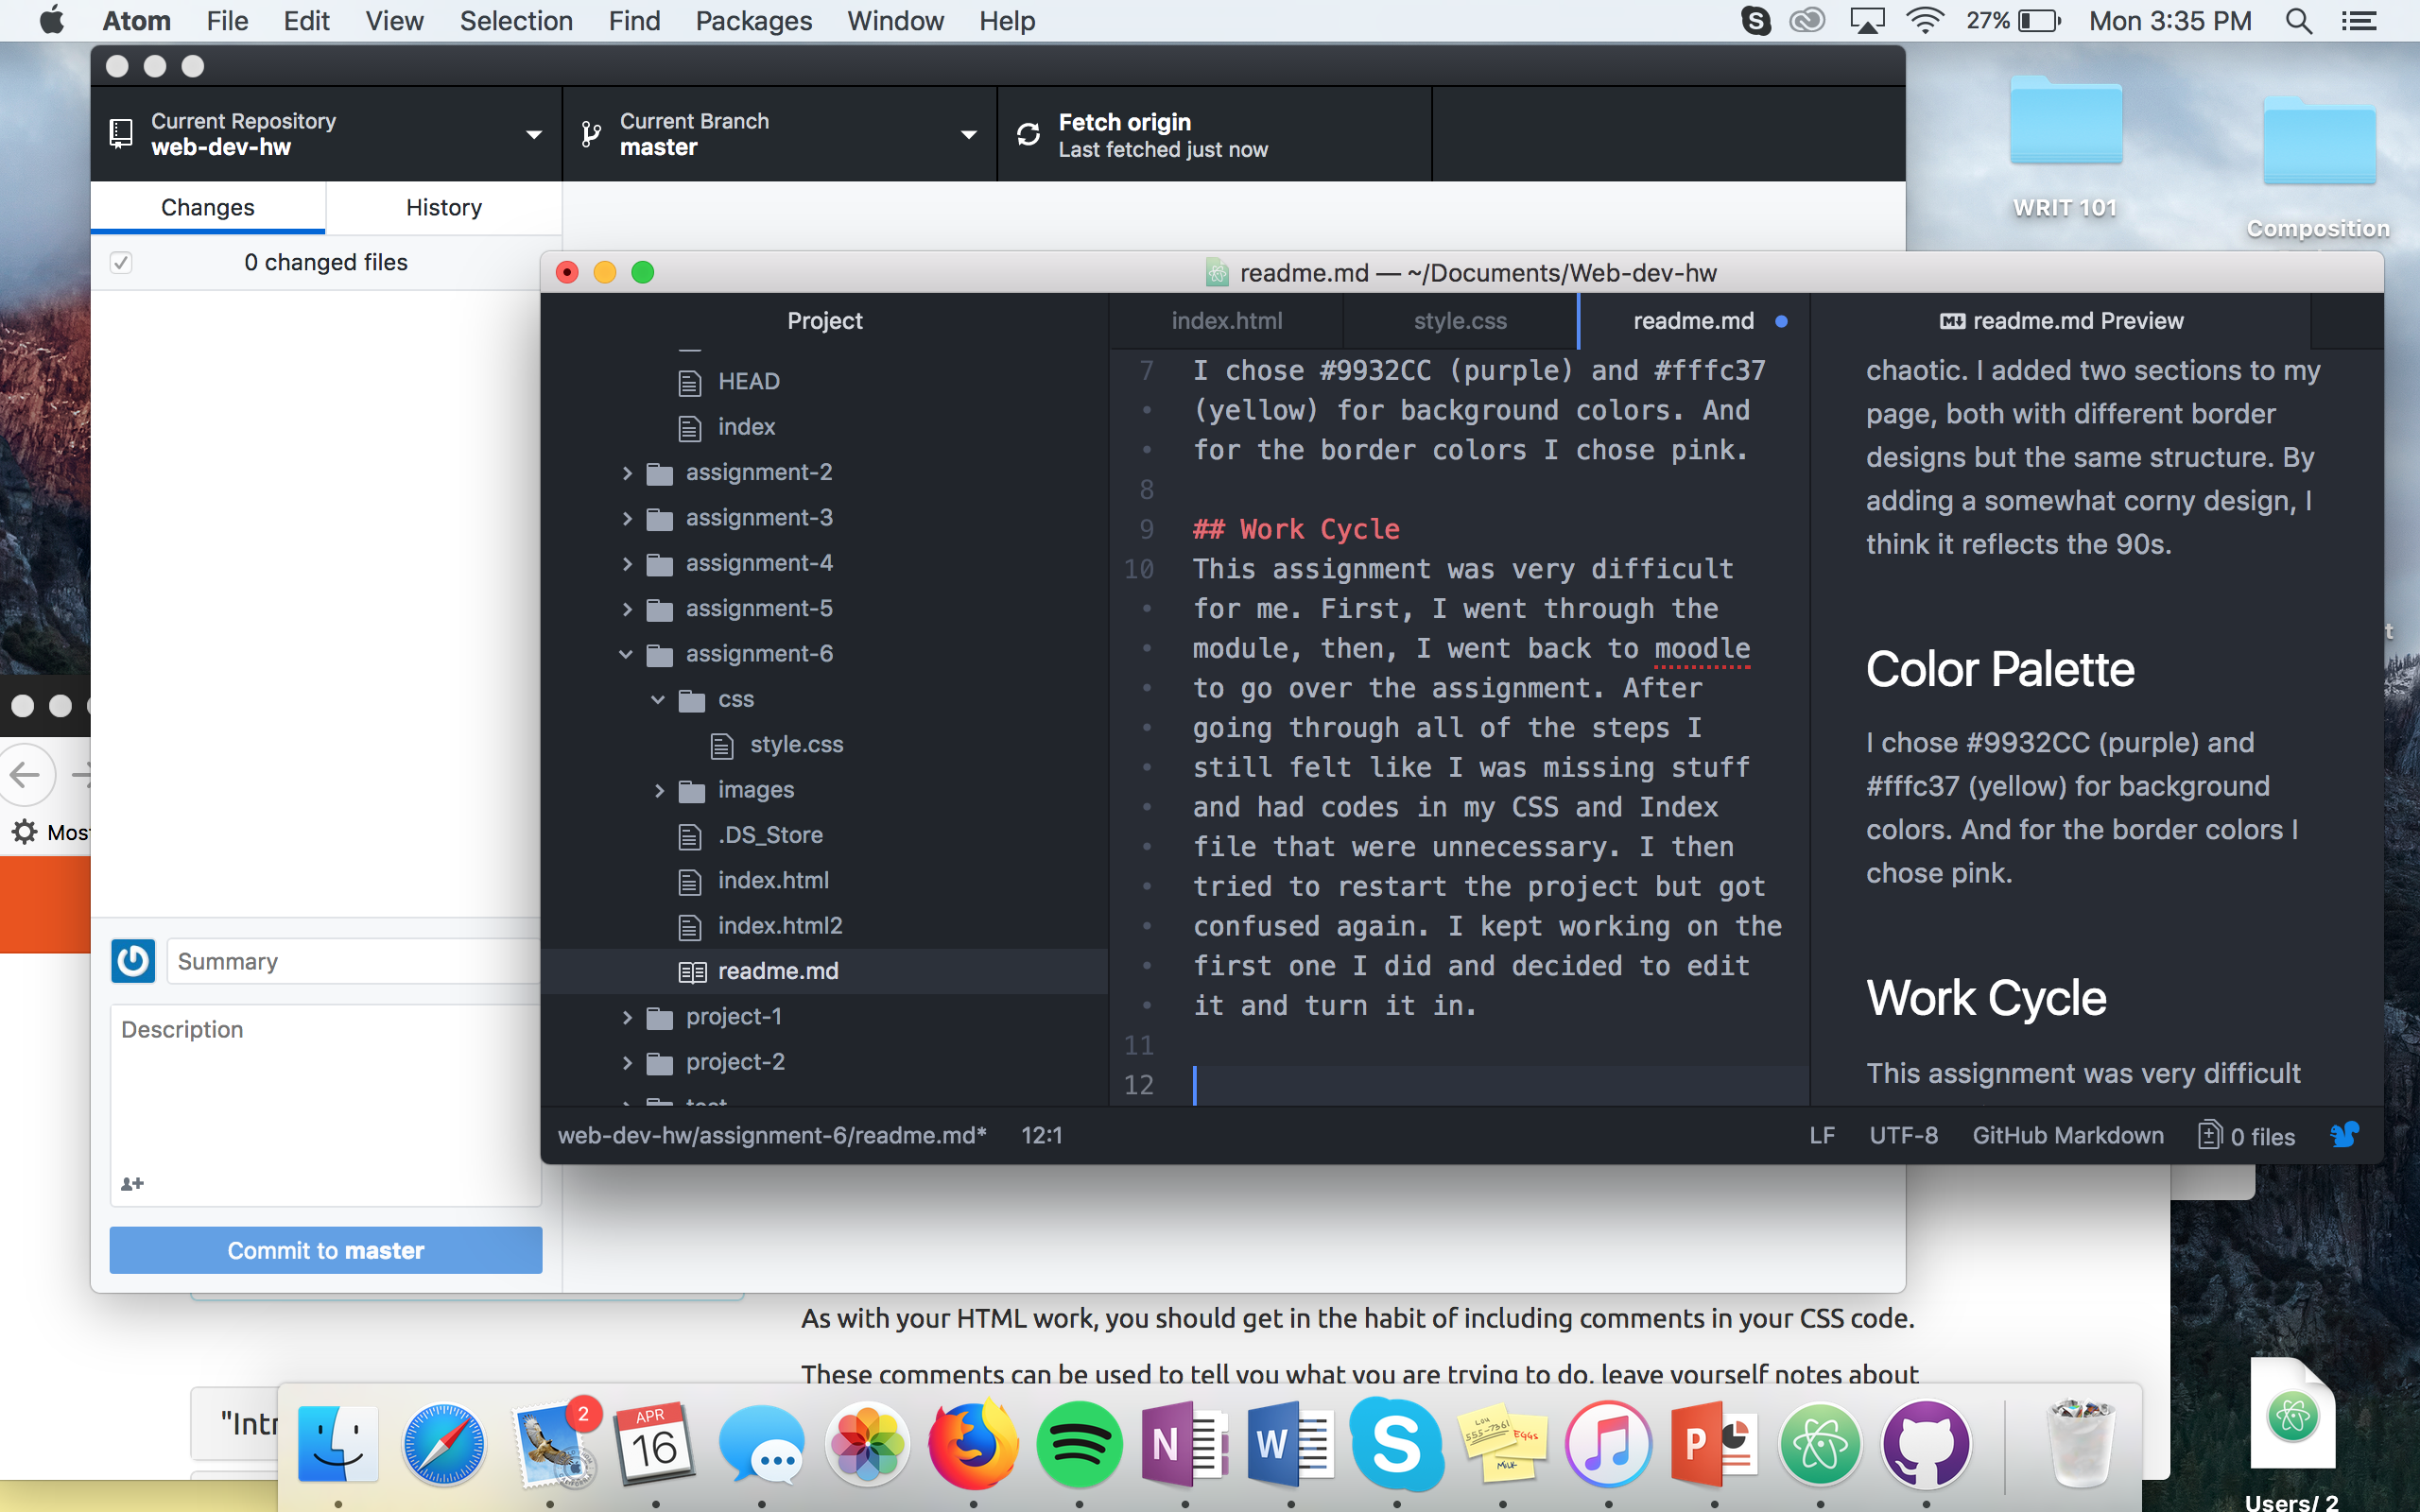 Atom File Edit View Selection Find Packages Window Help 27% Mon 3:35 PM
Current Repository
web-dev-hw
Current Branch
master
Fetch origin
Last fetched just now
Changes History
0 changed files
Summary
Description
Commit to master
WRIT 101
Composition
readme.md — ~/Documents/Web-dev-hw
Project
HEAD
index
assignment-2
assignment-3
assignment-4
assignment-5
assignment-6
css
style.css
images
.DS_Store
index.html
index.html2
readme.md
project-1
project-2
index.html style.css readme.md
7 I chose #9932CC (purple) and #fffc37
(yellow) for background colors. And
for the border colors I chose pink.
8
9 ## Work Cycle
10 This assignment was very difficult
for me. First, I went through the
module, then, I went back to moodle
to go over the assignment. After
going through all of the steps I
still felt like I was missing stuff
and had codes in my CSS and Index
file that were unnecessary. I then
tried to restart the project but got
confused again. I kept working on the
first one I did and decided to edit
it and turn it in.
11
12
readme.md Preview
chaotic. I added two sections to my
page, both with different border
designs but the same structure. By
adding a somewhat corny design, I
think it reflects the 90s.
Color Palette
I chose #9932CC (purple) and
#fffc37 (yellow) for background
colors. And for the border colors I
chose pink.
Work Cycle
This assignment was very difficult
web-dev-hw/assignment-6/readme.md* 12:1 LF UTF-8 GitHub Markdown 0 files
As with your HTML work, you should get in the habit of including comments in your CSS code.
These comments can be used to tell you what you are trying to do, leave yourself notes about
2
APR
16
N
W
S
P
Users/ 2